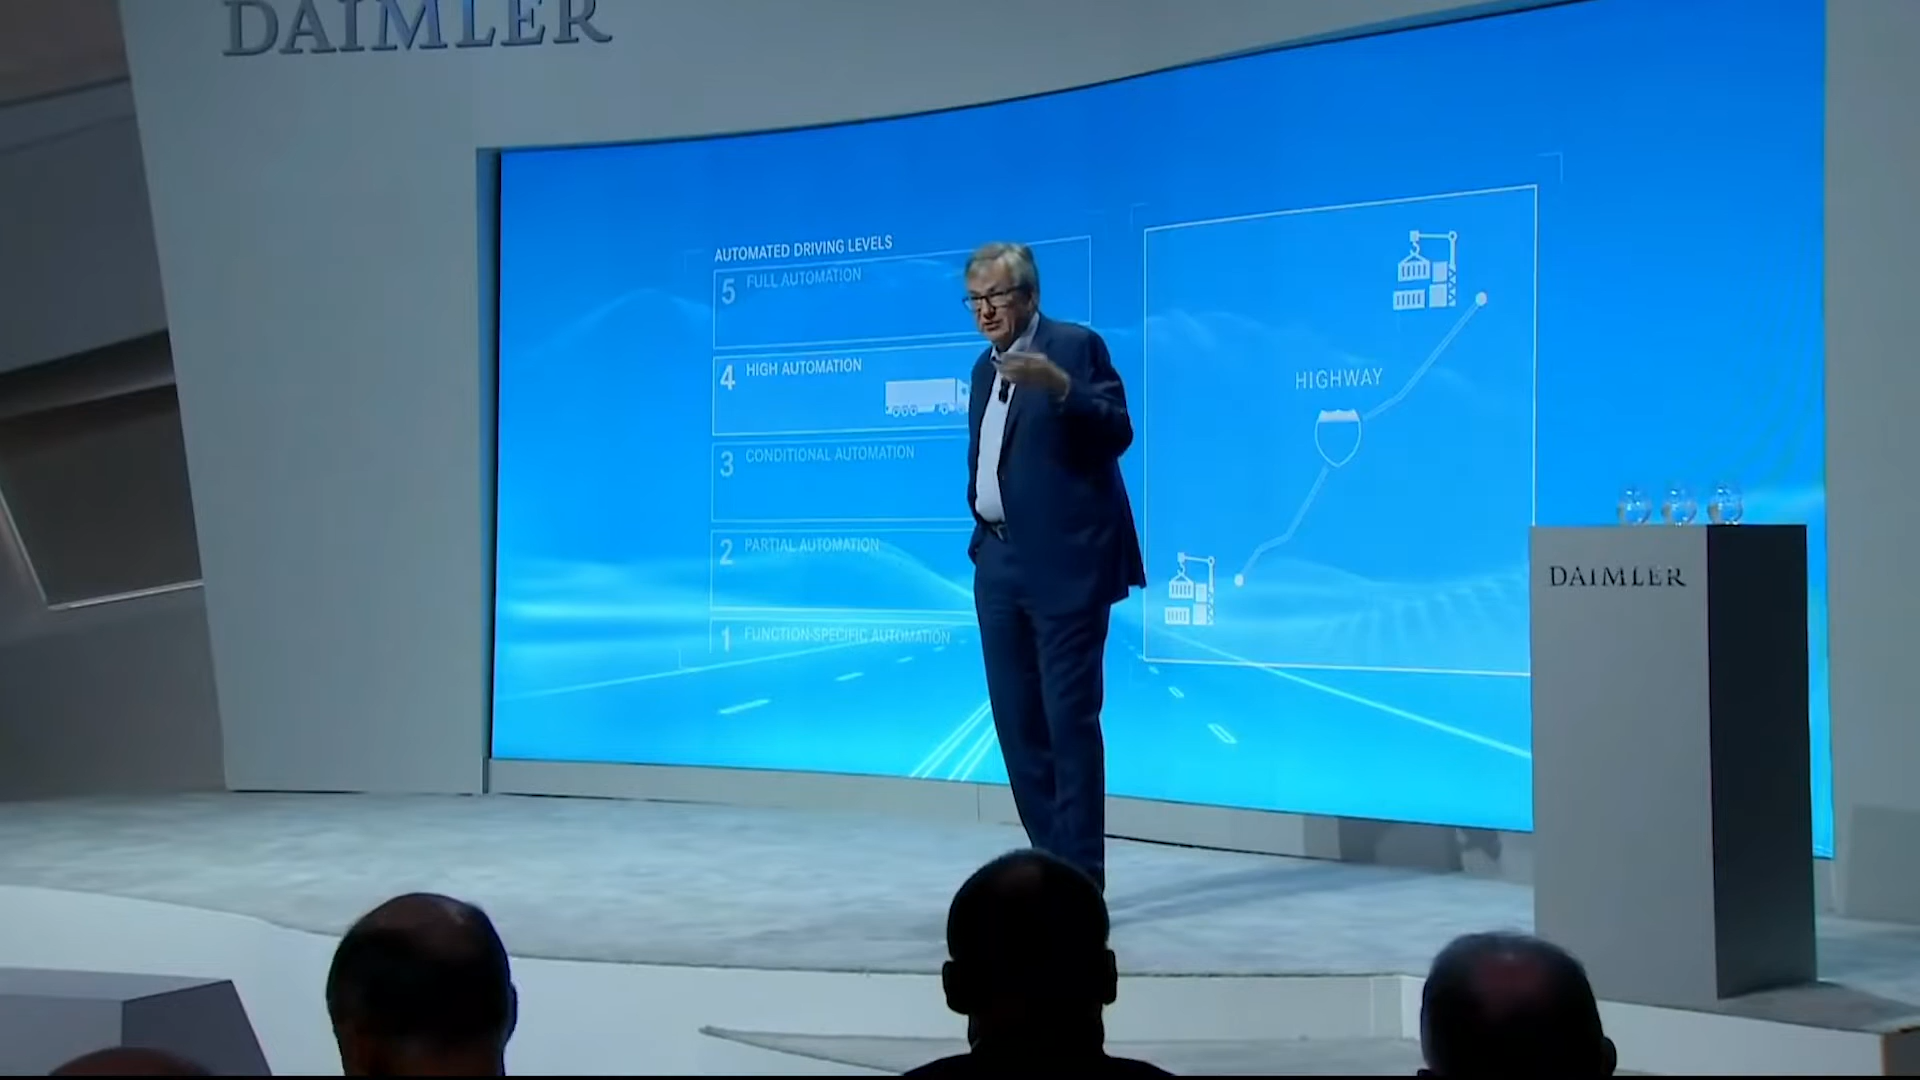 DAIMLER
AUTOMATED DRIVING LEVELS
5 FULL AUTOMATION
4 HIGH AUTOMATION
3 CONDITIONAL AUTOMATION
2 PARTIAL AUTOMATION
1 FUNCTION-SPECIFIC AUTOMATION
HIGHWAY
DAIMLER